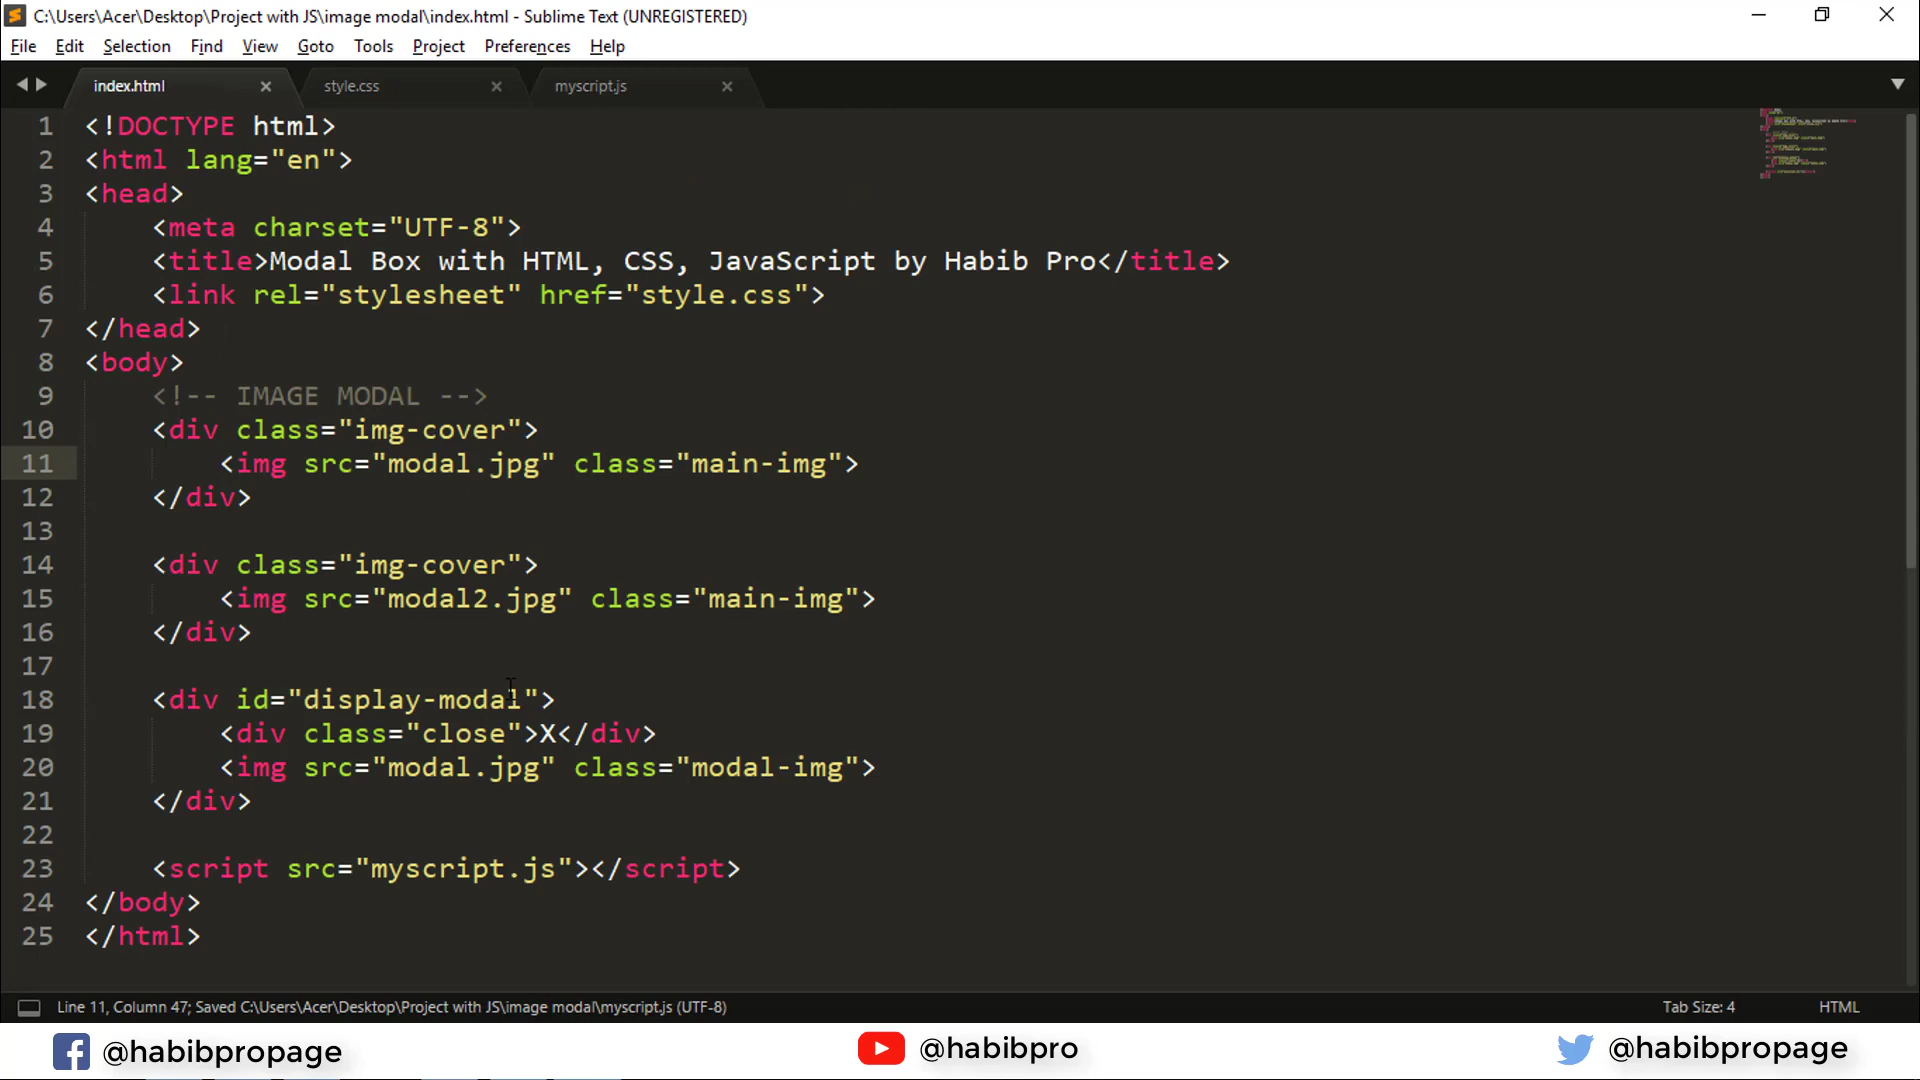 C:\Users\Acer\Desktop\Project with JS\image modal\index.html - Sublime Text (UNREGISTERED)
File Edit Selection Find View Goto Tools Project Preferences Help
index.html style.css myscript.js
1 <!DOCTYPE html>
2 <html lang="en">
3 <head>
4 <meta charset="UTF-8">
5 <title>Modal Box with HTML, CSS, JavaScript by Habib Pro</title>
6 <link rel="stylesheet" href="style.css">
7 </head>
8 <body>
9 <!-- IMAGE MODAL -->
10 <div class="img-cover">
11 <img src="modal.jpg" class="main-img">
12 </div>
13
14 <div class="img-cover">
15 <img src="modal2.jpg" class="main-img">
16 </div>
17
18 <div id="display-modal">
19 <div class="close">X</div>
20 <img src="modal.jpg" class="modal-img">
21 </div>
22
23 <script src="myscript.js"></script>
24 </body>
25 </html>
Line 11, Column 47; Saved C:\Users\Acer\Desktop\Project with JS\image modal\myscript.js (UTF-8) Tab Size: 4 HTML
@habibpropage @habibpro @habibpropage